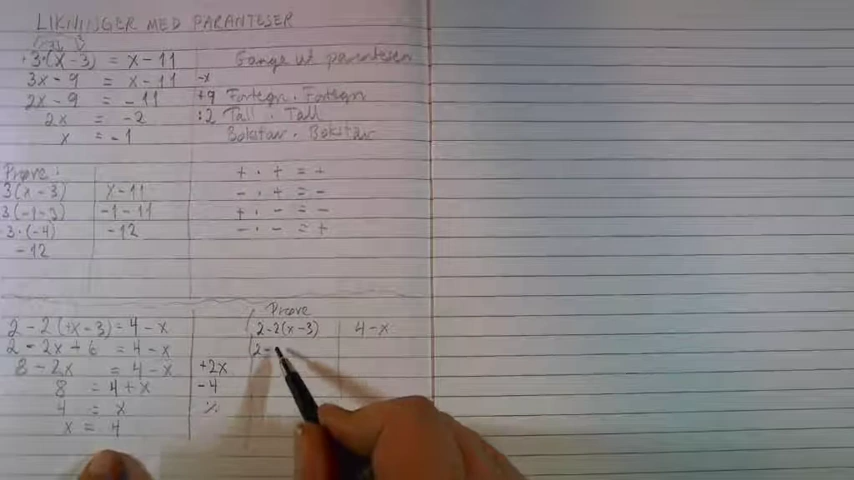 LIKNINGER MED PARANTESER
+3·(x-3) = x-11 Gange ut parentesen
3x - 9 = x-11 -x
2x - 9 = -11 +9 Fortegn · Fortegn
2x = -2 :2 Tall · Tall
x = -1 Bokstav · Bokstav
Prøve:
3(x-3) x-11
3(-1-3) -1-11
3·(-4) -12
-12
+ · + = +
- · + = -
+ · - = -
- · - = +
2 - 2(+x-3) = 4-x
2 - 2x + 6 = 4-x
8 - 2x = 4-x +2x
8 = 4+x -4
4 = x
x = 4
Prøve
2-2(x-3) 4-x
2-